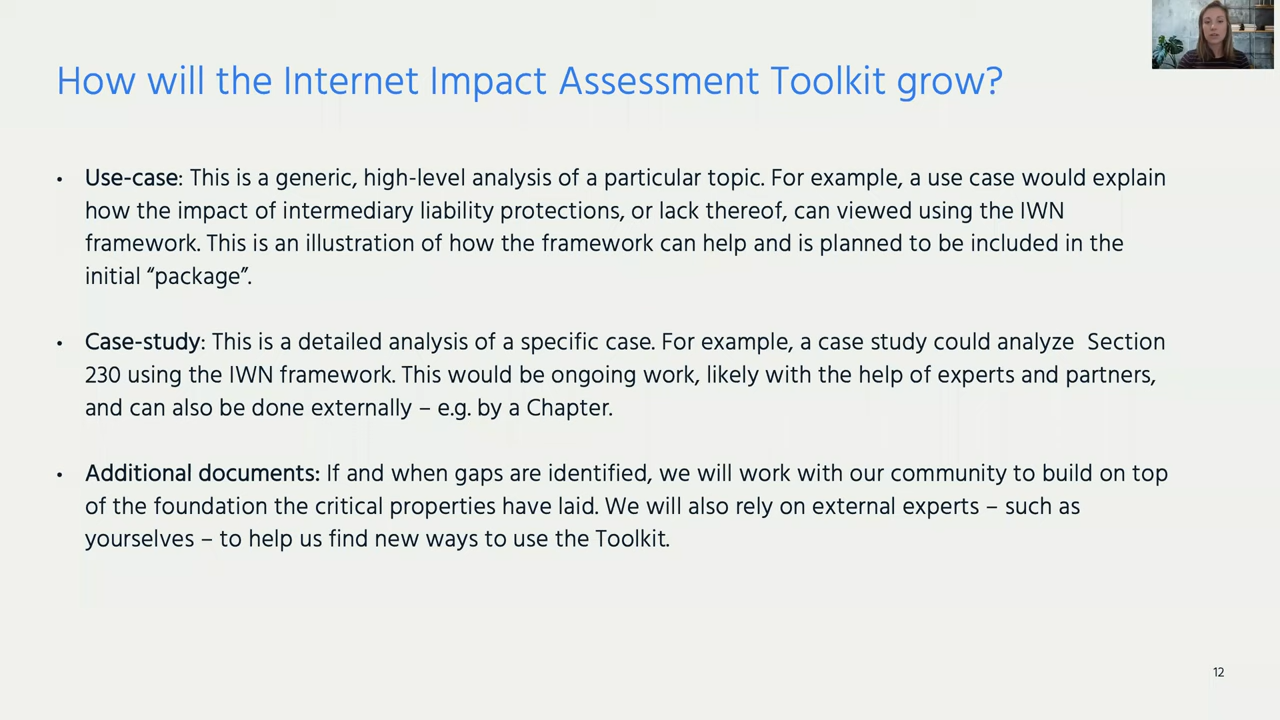 How will the Internet Impact Assessment Toolkit grow?
• Use-case: This is a generic, high-level analysis of a particular topic. For example, a use case would explain
how the impact of intermediary liability protections, or lack thereof, can viewed using the IWN
framework. This is an illustration of how the framework can help and is planned to be included in the
initial “package”.
• Case-study: This is a detailed analysis of a specific case. For example, a case study could analyze  Section
230 using the IWN framework. This would be ongoing work, likely with the help of experts and partners,
and can also be done externally – e.g. by a Chapter.
• Additional documents: If and when gaps are identified, we will work with our community to build on top
of the foundation the critical properties have laid. We will also rely on external experts – such as
yourselves – to help us find new ways to use the Toolkit.
12